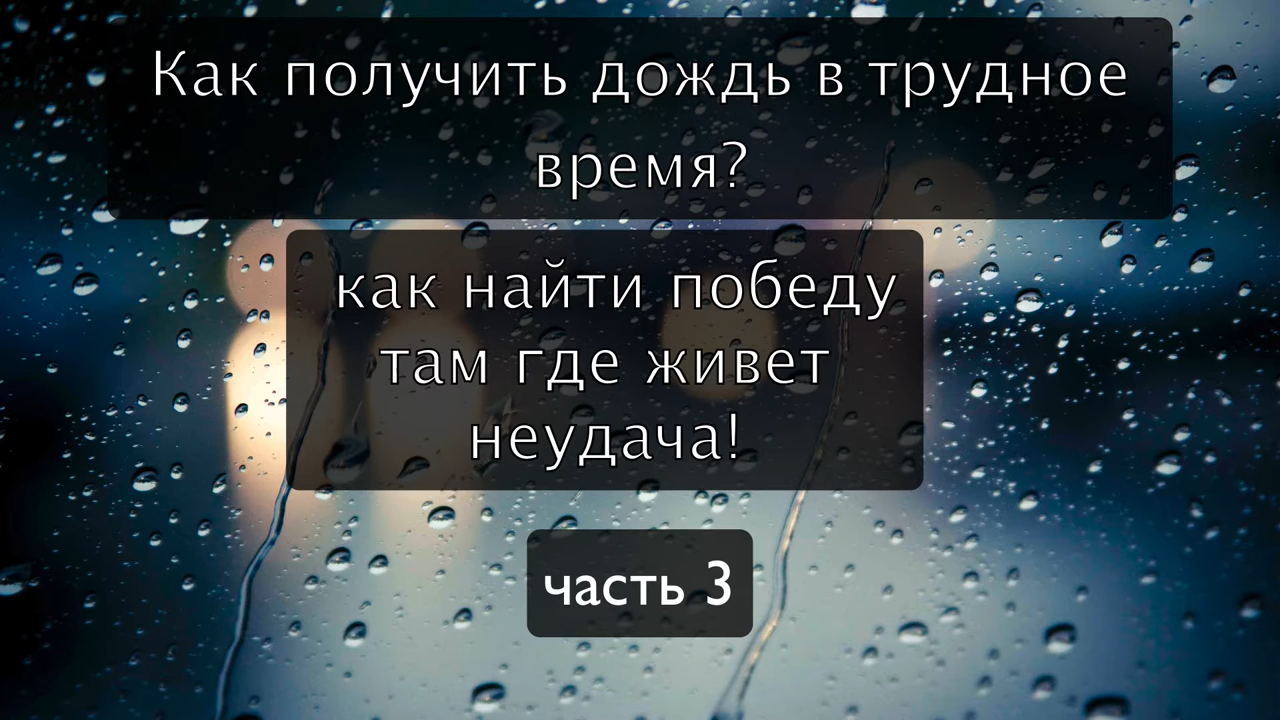 Как получить дождь в трудное
время?
как найти победу
там где живет
неудача!
часть 3